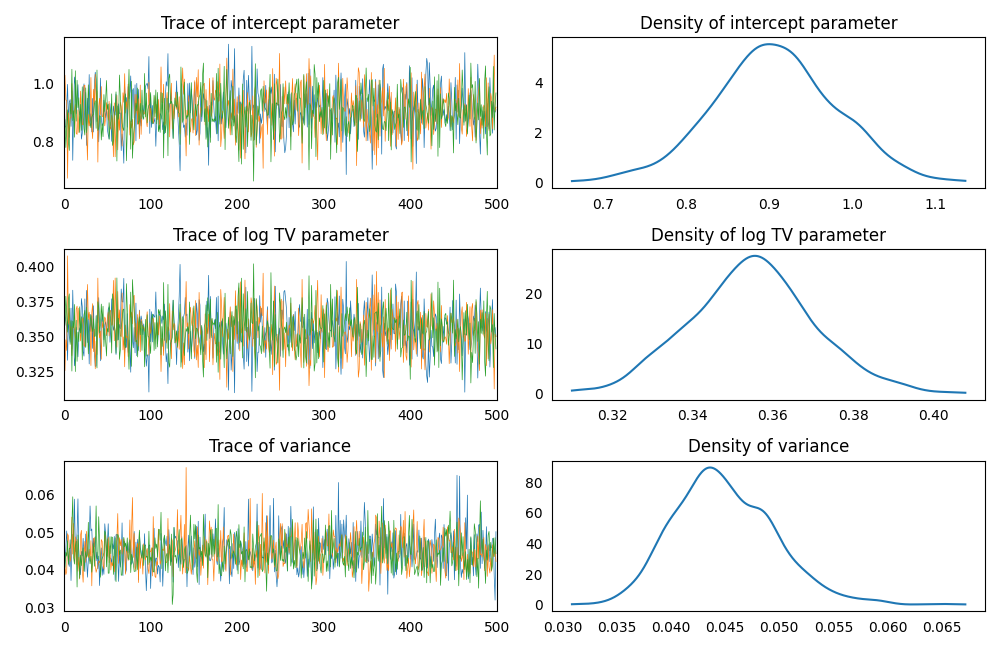 Trace of intercept parameter
1.0
0.8
0 100 200 300 400 500
Density of intercept parameter
4
2
0
0.7 0.8 0.9 1.0 1.1
Trace of log TV parameter
0.400
0.375
0.350
0.325
0 100 200 300 400 500
Density of log TV parameter
20
10
0
0.32 0.34 0.36 0.38 0.40
Trace of variance
0.06
0.05
0.04
0.03
0 100 200 300 400 500
Density of variance
80
60
40
20
0
0.030 0.035 0.040 0.045 0.050 0.055 0.060 0.065